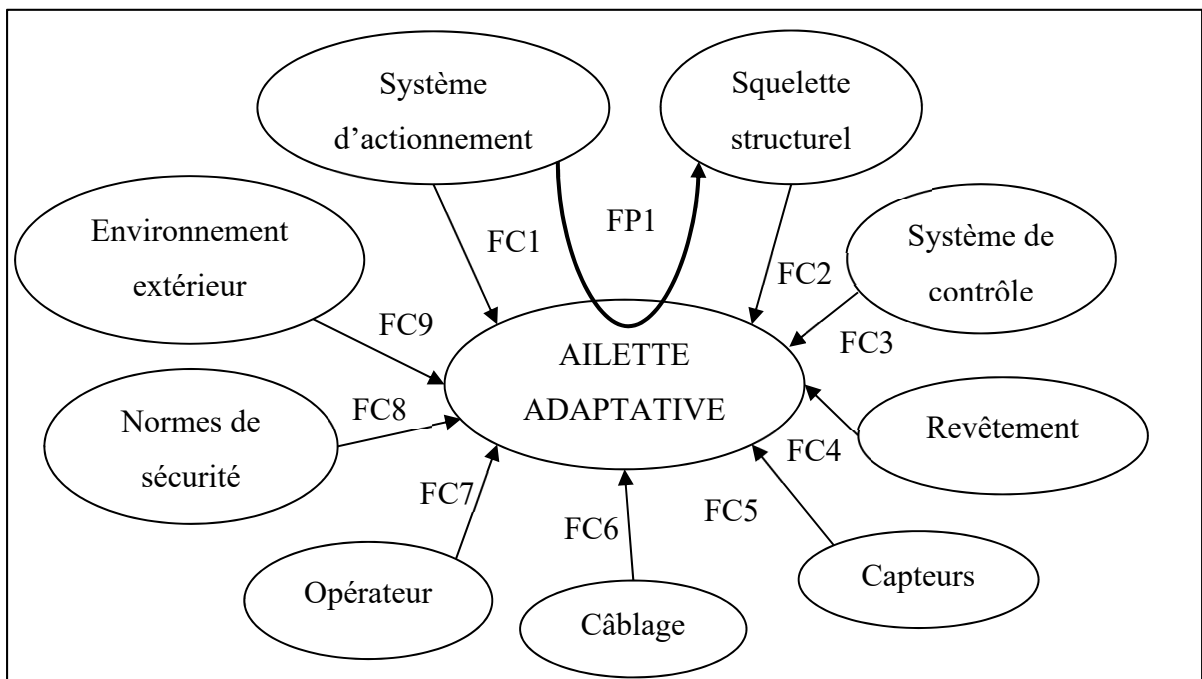 Système
d’actionnement
Squelette
structurel
FP1
FC1
FC2
Environnement
extérieur
Système de
contrôle
FC9
FC3
AILETTE
ADAPTATIVE
Normes de
sécurité
FC8
Revêtement
FC4
FC7
FC5
FC6
Opérateur
Câblage
Capteurs